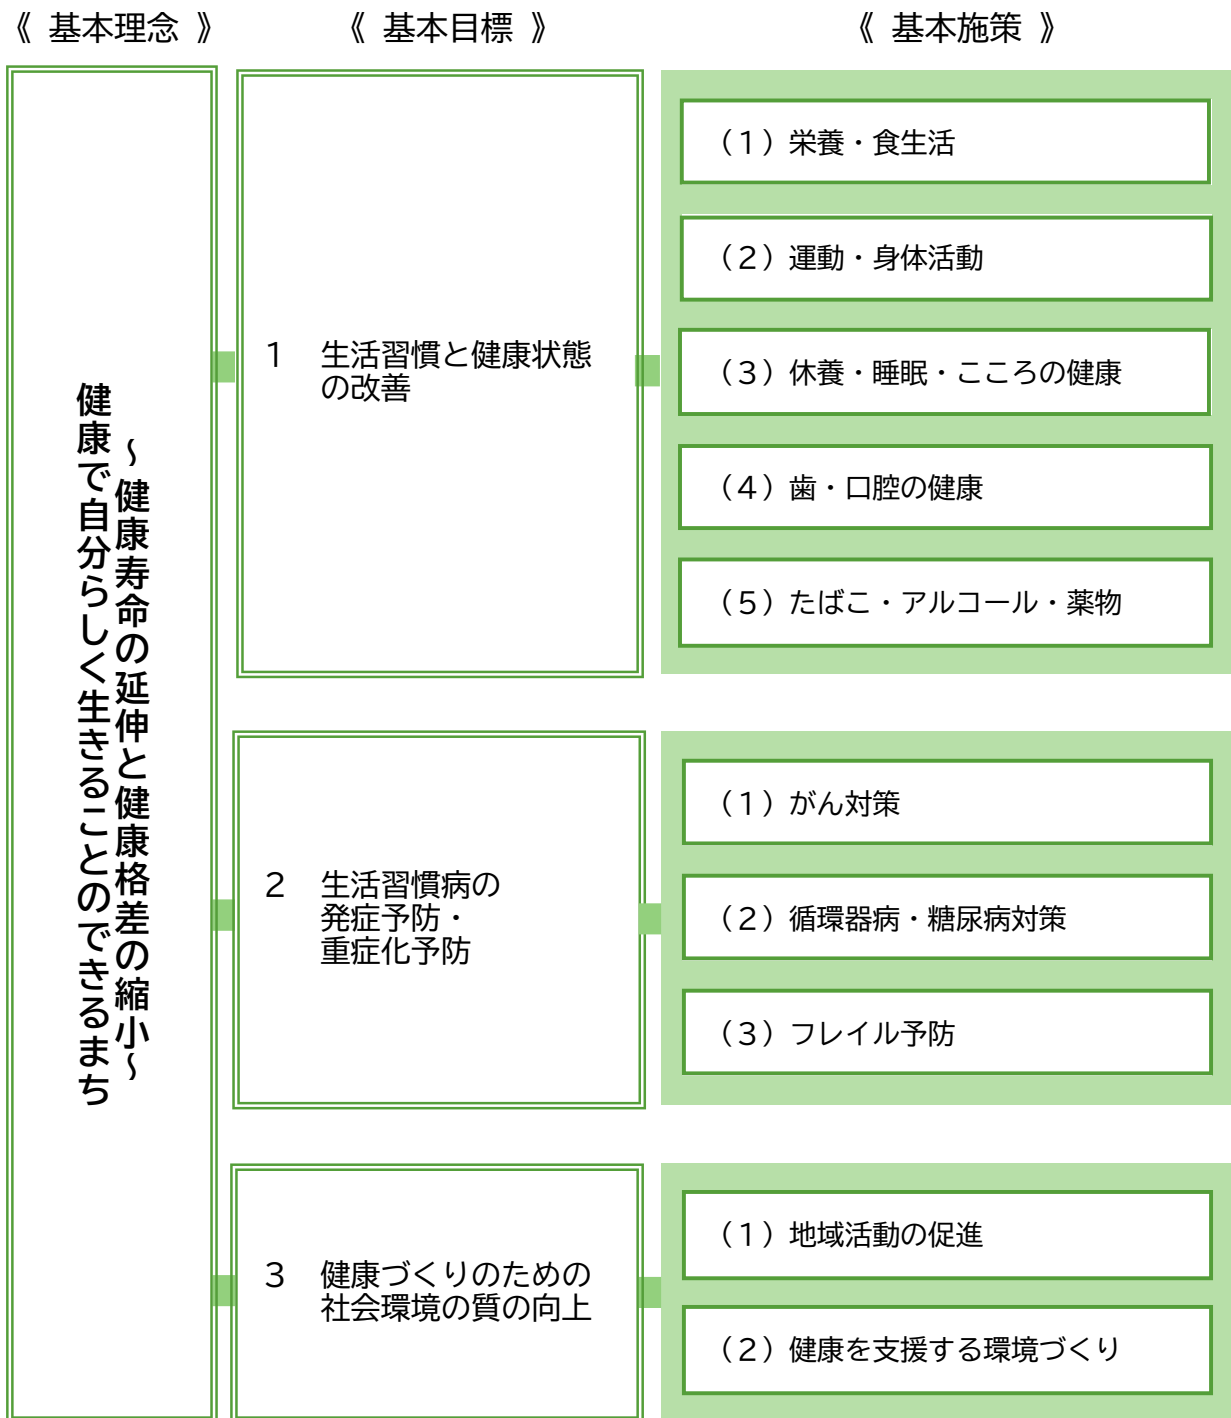 《 基本理念 》
《 基本目標 》
《 基本施策 》
健康で自分らしく生きることのできるまち
～健康寿命の延伸と健康格差の縮小～
1 生活習慣と健康状態
の改善
（1）栄養・食生活
（2）運動・身体活動
（3）休養・睡眠・こころの健康
（4）歯・口腔の健康
（5）たばこ・アルコール・薬物
2 生活習慣病の
発症予防・
重症化予防
（1）がん対策
（2）循環器病・糖尿病対策
（3）フレイル予防
3 健康づくりのための
社会環境の質の向上
（1）地域活動の促進
（2）健康を支援する環境づくり